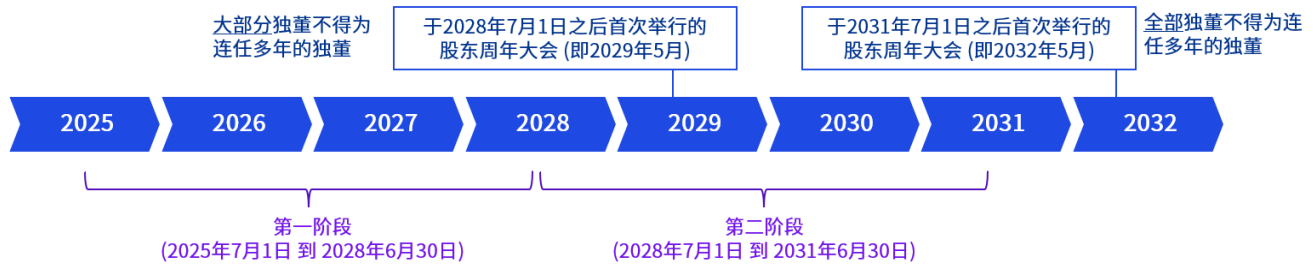 大部分独董不得为
连任多年的独董
于2028年7月1日之后首次举行的
股东周年大会 (即2029年5月)
于2031年7月1日之后首次举行的
股东周年大会 (即2032年5月)
全部独董不得为连
任多年的独董
2025
2026
2027
2028
2029
2030
2031
2032
第一阶段
(2025年7月1日 到 2028年6月30日)
第二阶段
(2028年7月1日 到 2031年6月30日)